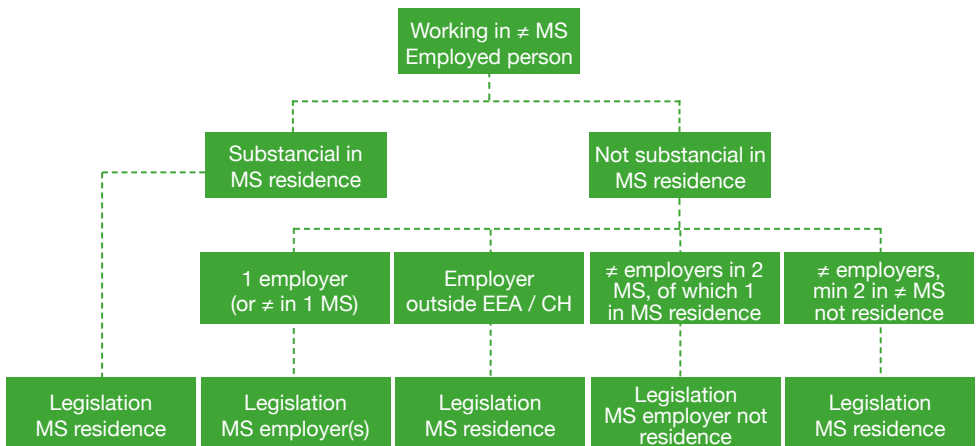 Working in ≠ MS
Employed person
Substancial in
MS residence
Not substancial in
MS residence
1 employer
(or ≠ in 1 MS)
Employer
outside EEA / CH
≠ employers in 2
MS, of which 1
in MS residence
≠ employers,
min 2 in ≠ MS
not residence
Legislation
MS residence
Legislation
MS employer(s)
Legislation
MS residence
Legislation
MS employer not
residence
Legislation
MS residence